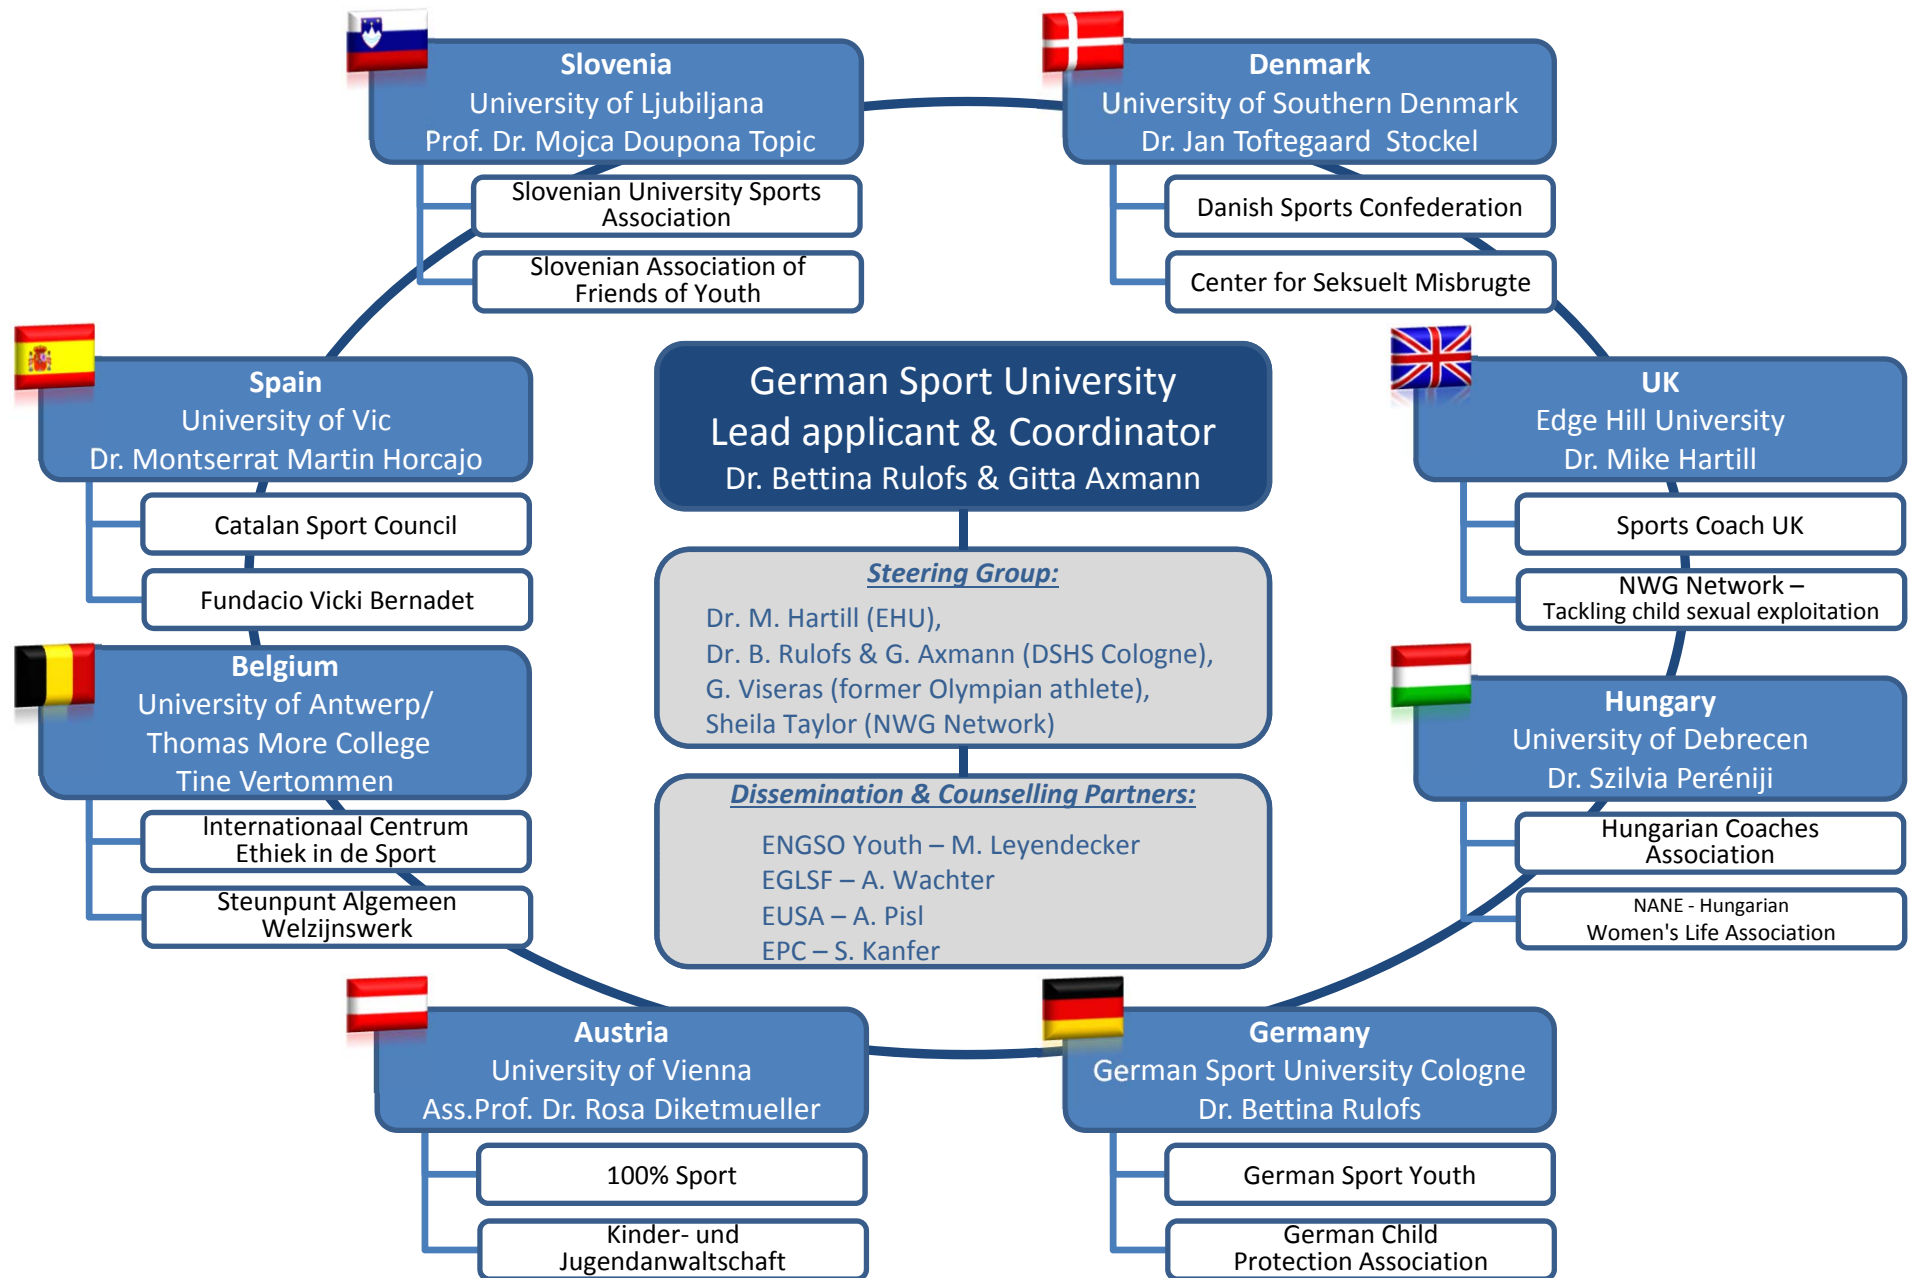 Slovenia
University of Ljubiljana
Prof. Dr. Mojca Doupona Topic
Slovenian University Sports
Association
Slovenian Association of
Friends of Youth
Denmark
University of Southern Denmark
Dr. Jan Toftegaard  Stockel
Danish Sports Confederation
Center for Seksuelt Misbrugte
Spain
University of Vic
Dr. Montserrat Martin Horcajo
Catalan Sport Council
Fundacio Vicki Bernadet
German Sport University
Lead applicant & Coordinator
Dr. Bettina Rulofs & Gitta Axmann
Steering Group:
Dr. M. Hartill (EHU),
Dr. B. Rulofs & G. Axmann (DSHS Cologne),
G. Viseras (former Olympian athlete),
Sheila Taylor (NWG Network)
Dissemination & Counselling Partners:
ENGSO Youth – M. Leyendecker
EGLSF – A. Wachter
EUSA – A. Pisl
EPC – S. Kanfer
UK
Edge Hill University
Dr. Mike Hartill
Sports Coach UK
NWG Network –
Tackling child sexual exploitation
Belgium
University of Antwerp/
Thomas More College
Tine Vertommen
Internationaal Centrum
Ethiek in de Sport
Steunpunt Algemeen
Welzijnswerk
Hungary
University of Debrecen
Dr. Szilvia Peréniji
Hungarian Coaches
Association
NANE - Hungarian
Women's Life Association
Austria
University of Vienna
Ass.Prof. Dr. Rosa Diketmueller
100% Sport
Kinder- und
Jugendanwaltschaft
Germany
German Sport University Cologne
Dr. Bettina Rulofs
German Sport Youth
German Child
Protection Association